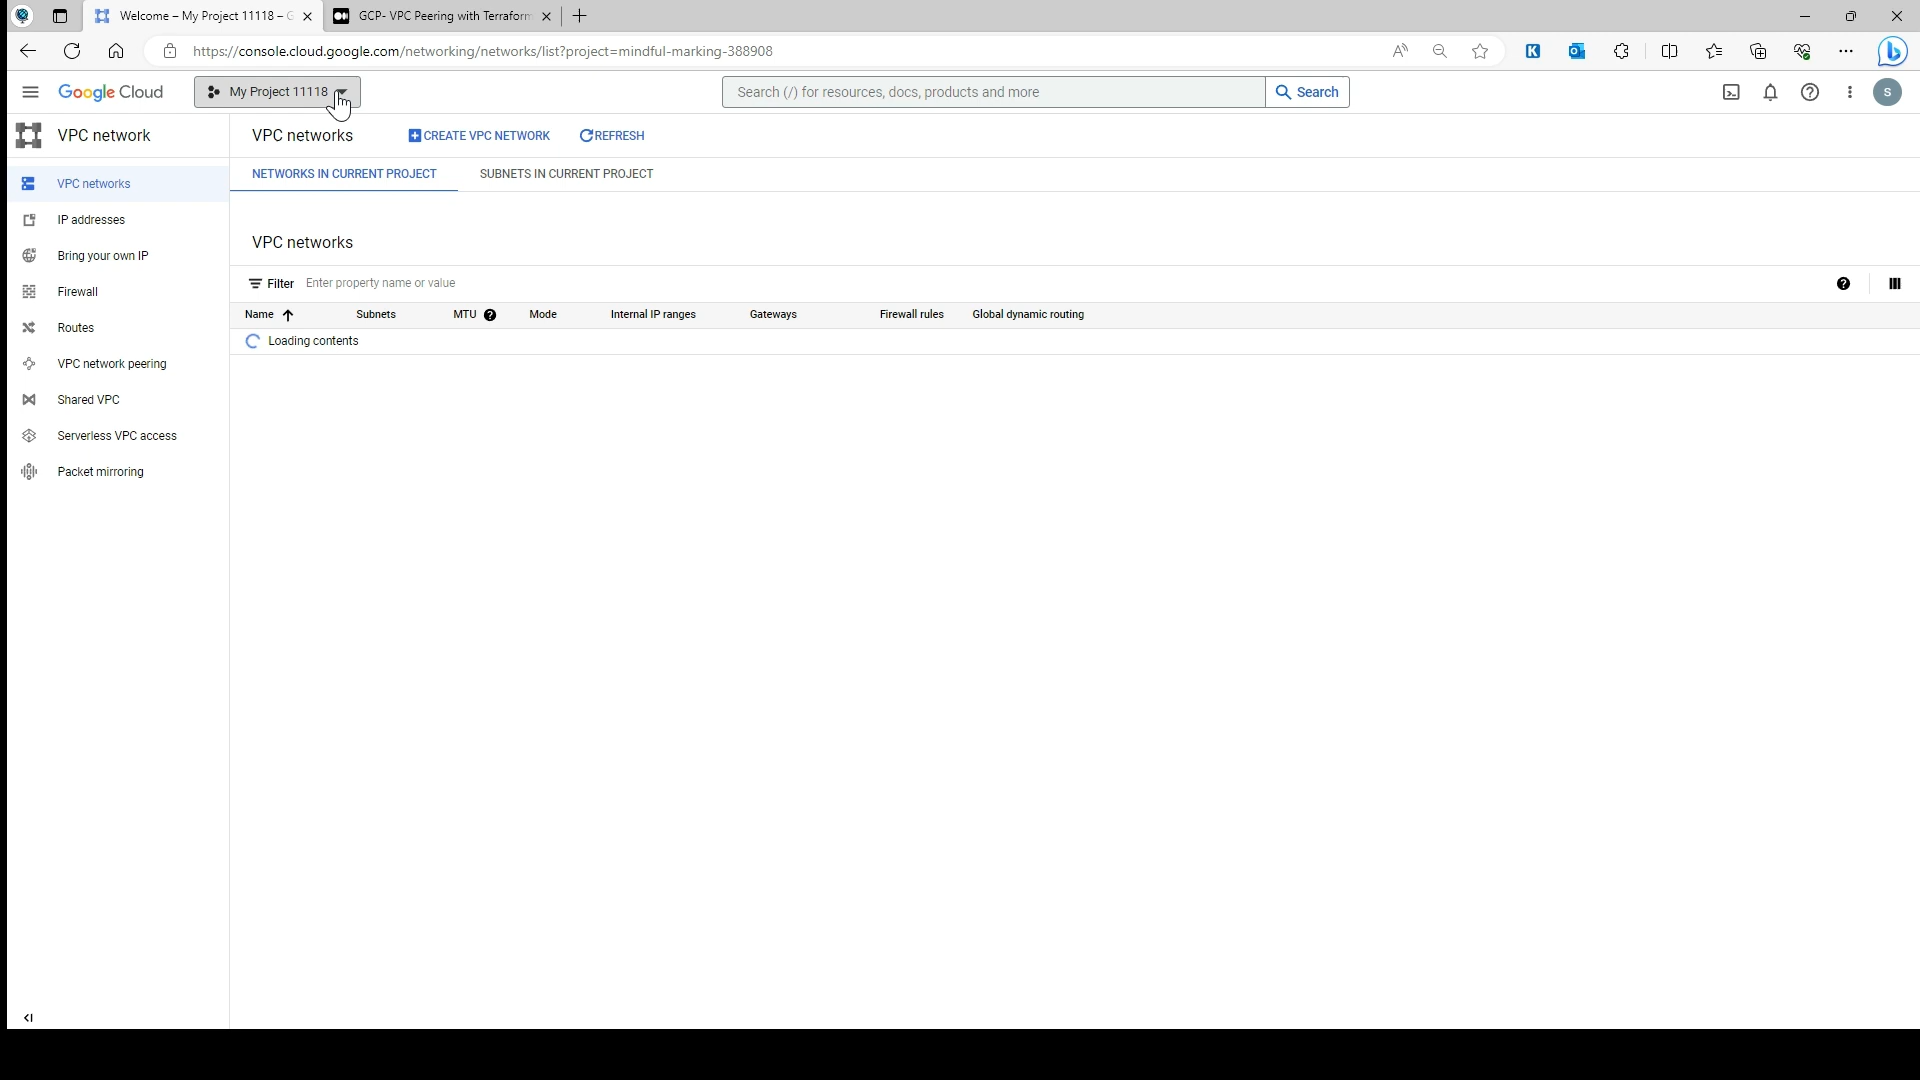 Welcome – My Project 11118 – G
GCP- VPC Peering with Terraform
https://console.cloud.google.com/networking/networks/list?project=mindful-marking-388908
Google Cloud
My Project 11118
Search (/) for resources, docs, products and more
Search
S
VPC network
VPC networks
CREATE VPC NETWORK
REFRESH
VPC networks
IP addresses
Bring your own IP
Firewall
Routes
VPC network peering
Shared VPC
Serverless VPC access
Packet mirroring
NETWORKS IN CURRENT PROJECT
SUBNETS IN CURRENT PROJECT
VPC networks
Filter Enter property name or value
Name Subnets MTU Mode Internal IP ranges Gateways Firewall rules Global dynamic routing
Loading contents